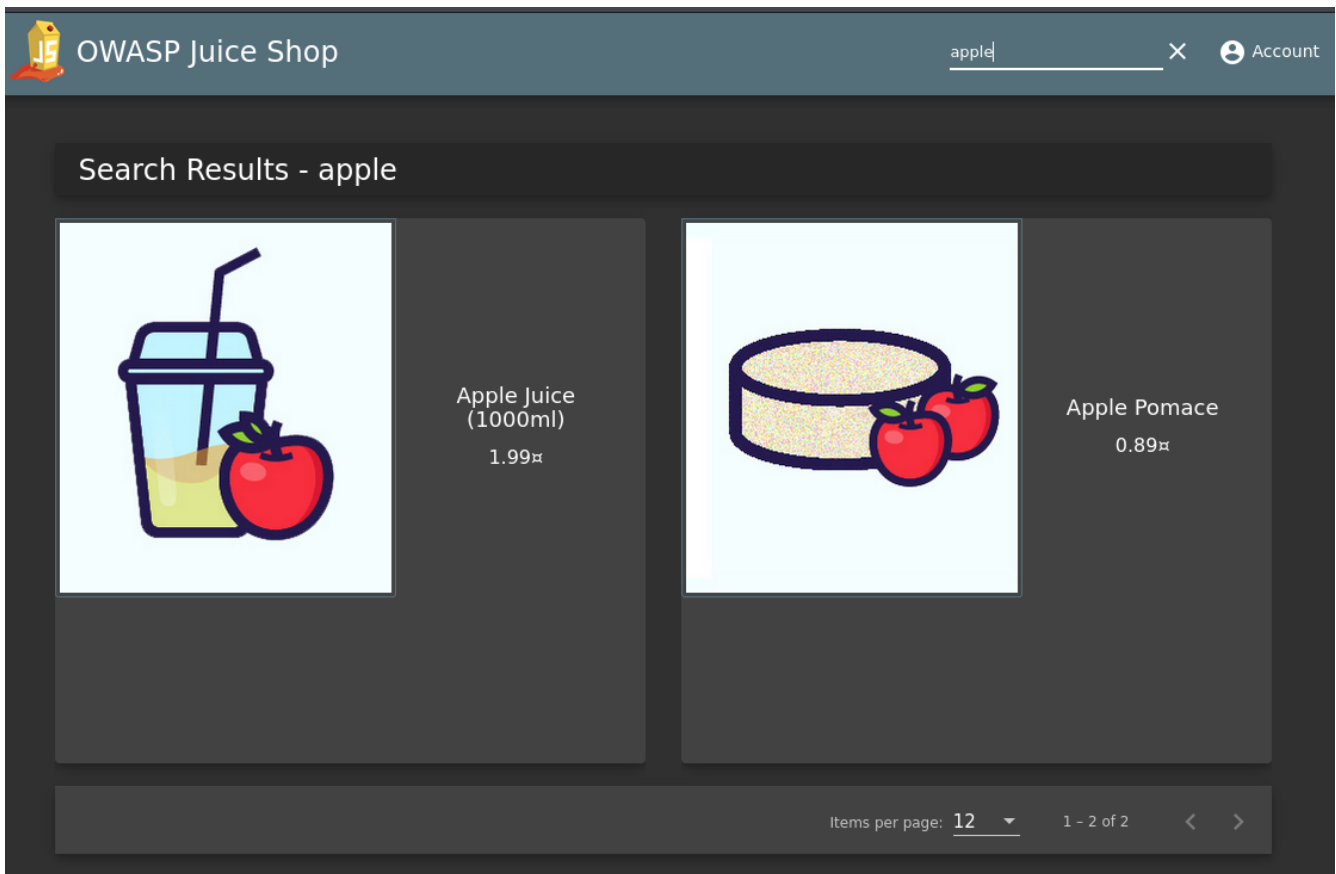 OWASP Juice Shop
apple
Account
Search Results - apple
Apple Juice
(1000ml)
1.99¤
Apple Pomace
0.89¤
Items per page: 12
1 – 2 of 2